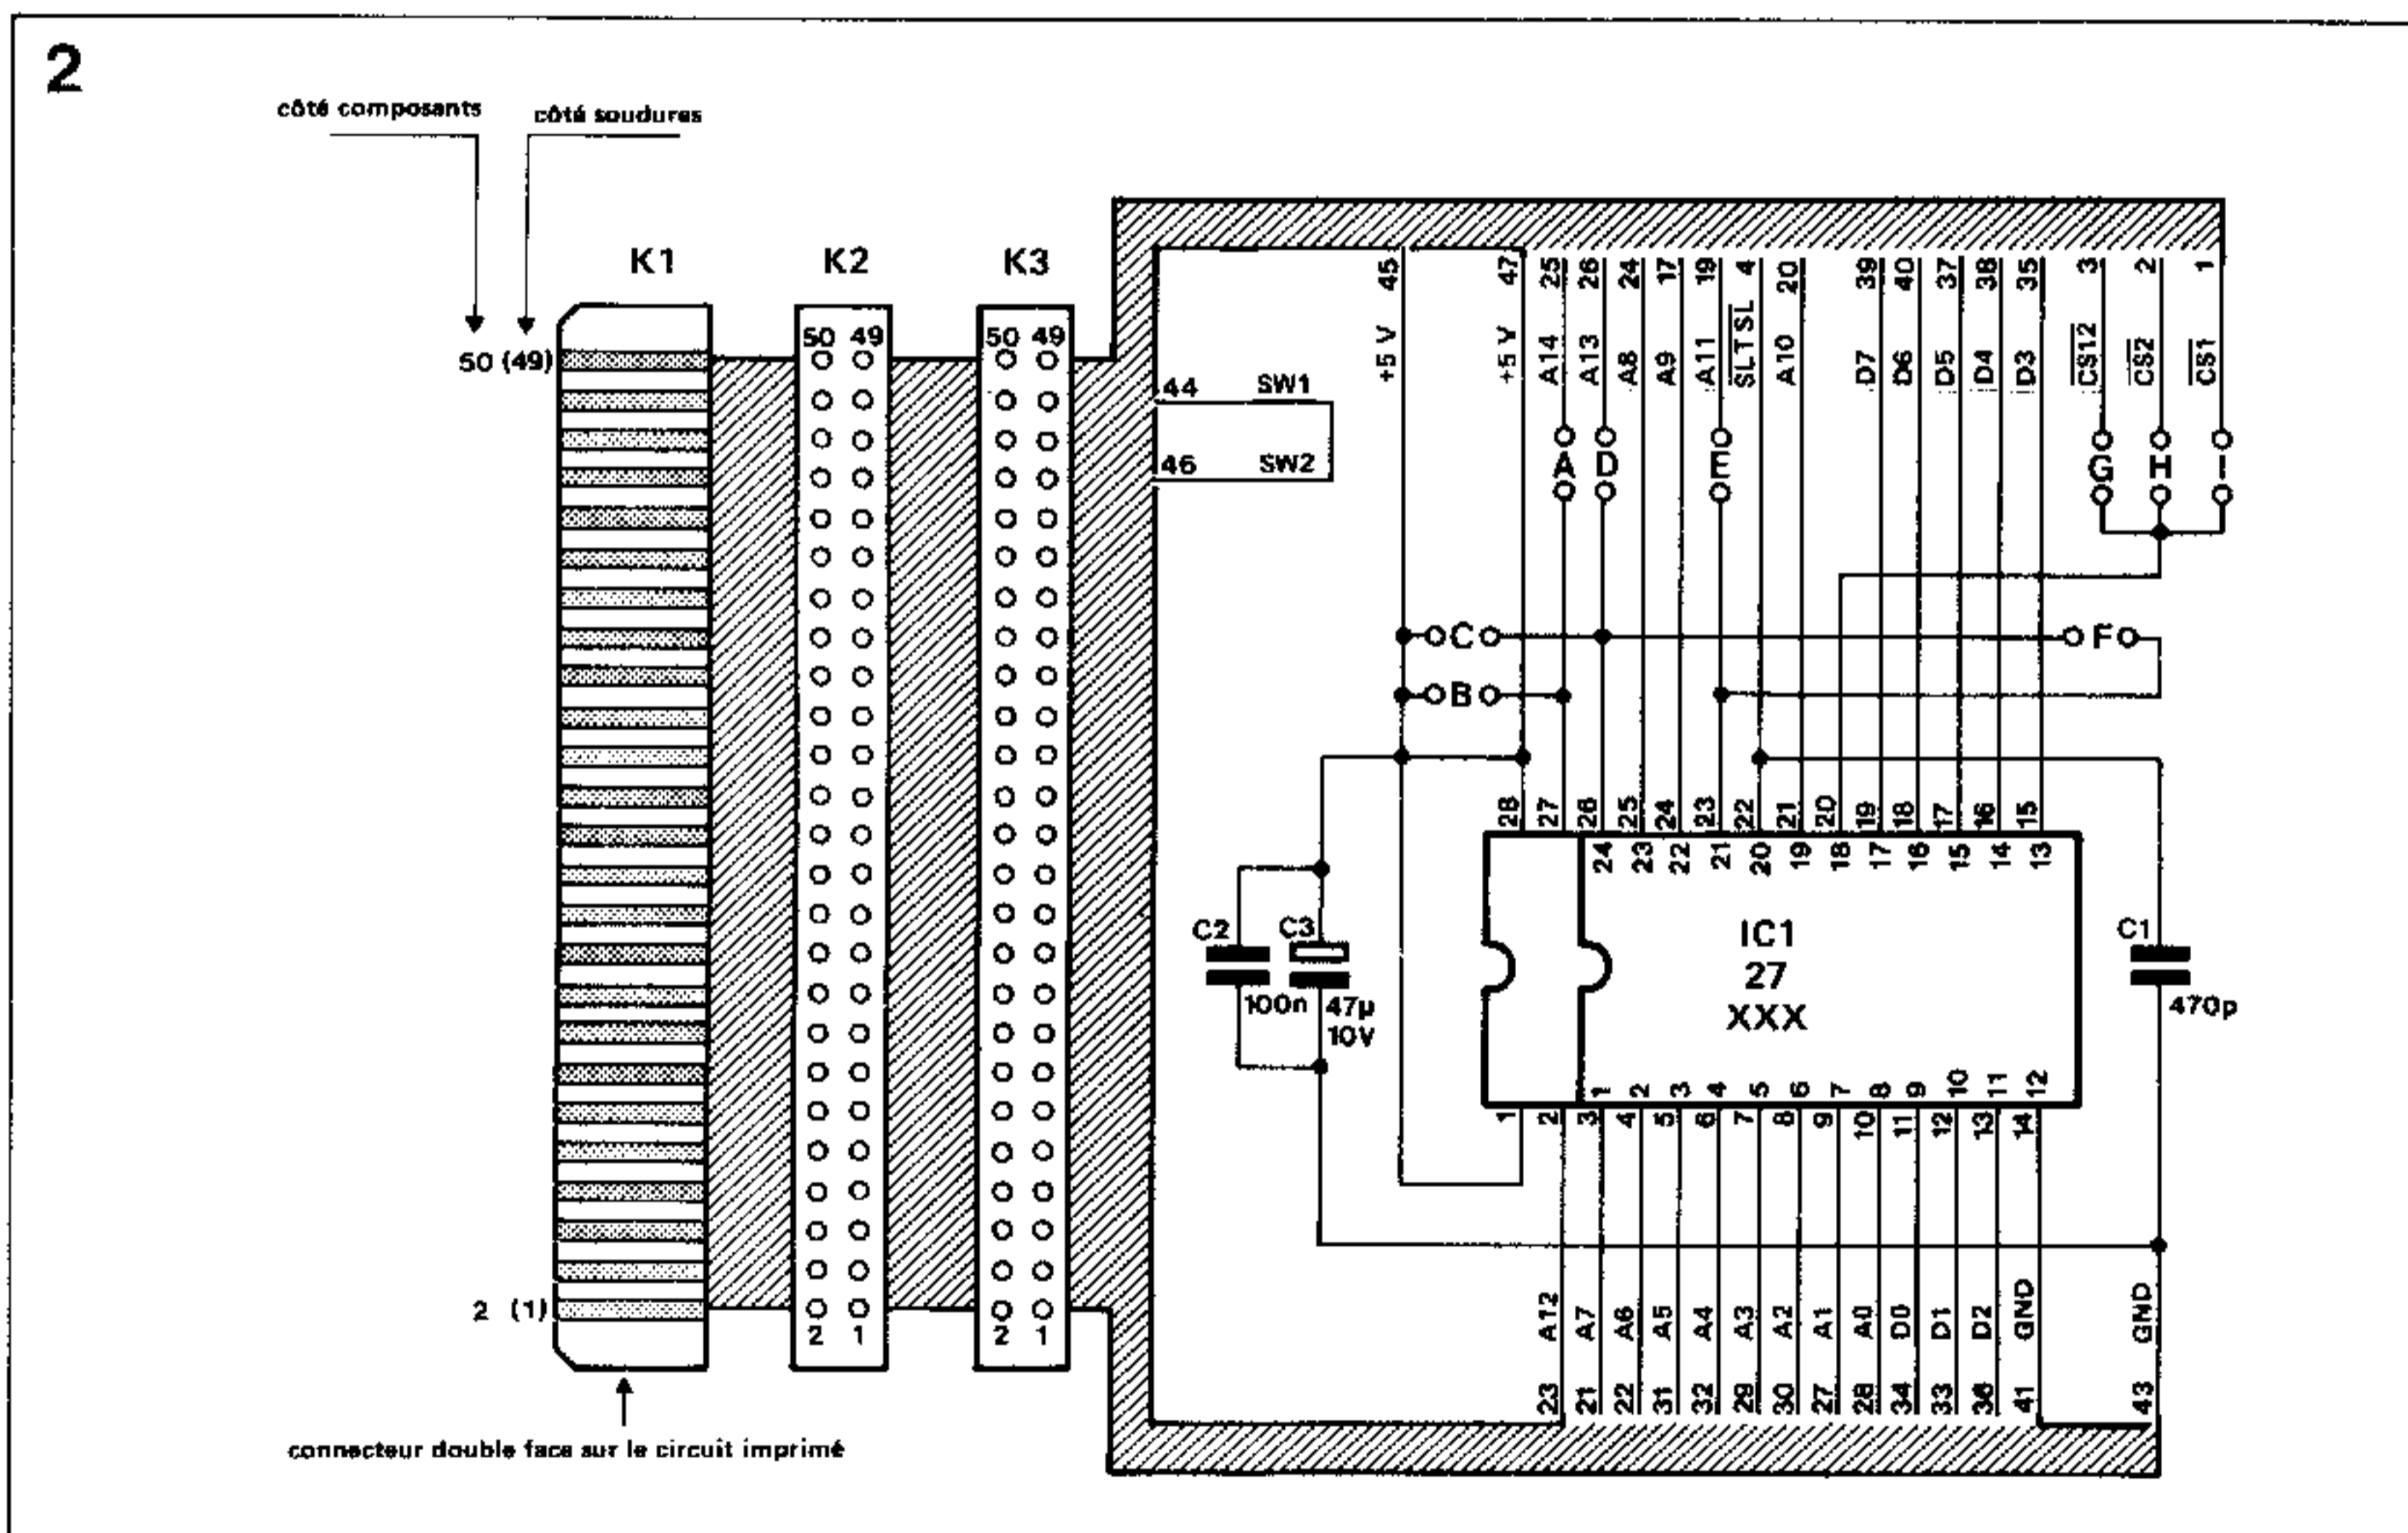 2
côté composants
côté soudures
K1
K2
K3
50 (49)
50 49
50 49
2 (1)
2 1
2 1
connecteur double face sur le circuit imprimé
44 SW1
46 SW2
45 +5 V
47 +5 V
25 A14
26 A13
24 A8
17 A9
19 A11
4 SLTSL
20 A10
39 D7
40 D6
37 D5
38 D4
35 D3
3 CS12
2 CS2
1 CS1
A
D
E
G
H
I
C
F
B
28 27 26 25 24 23 22 21 20 19 18 17 16 15
24 23 22 21 20 19 18 17 16 15 14 13
IC1
27
XXX
C2
100n
C3
47µ
10V
C1
470p
1 2 3 4 5 6 7 8 9 10 11 12
1 2 3 4 5 6 7 8 9 10 11 12 13 14
23 A12
21 A7
22 A6
31 A5
32 A4
29 A3
30 A2
27 A1
28 A0
34 D0
33 D1
36 D2
41 GND
43 GND